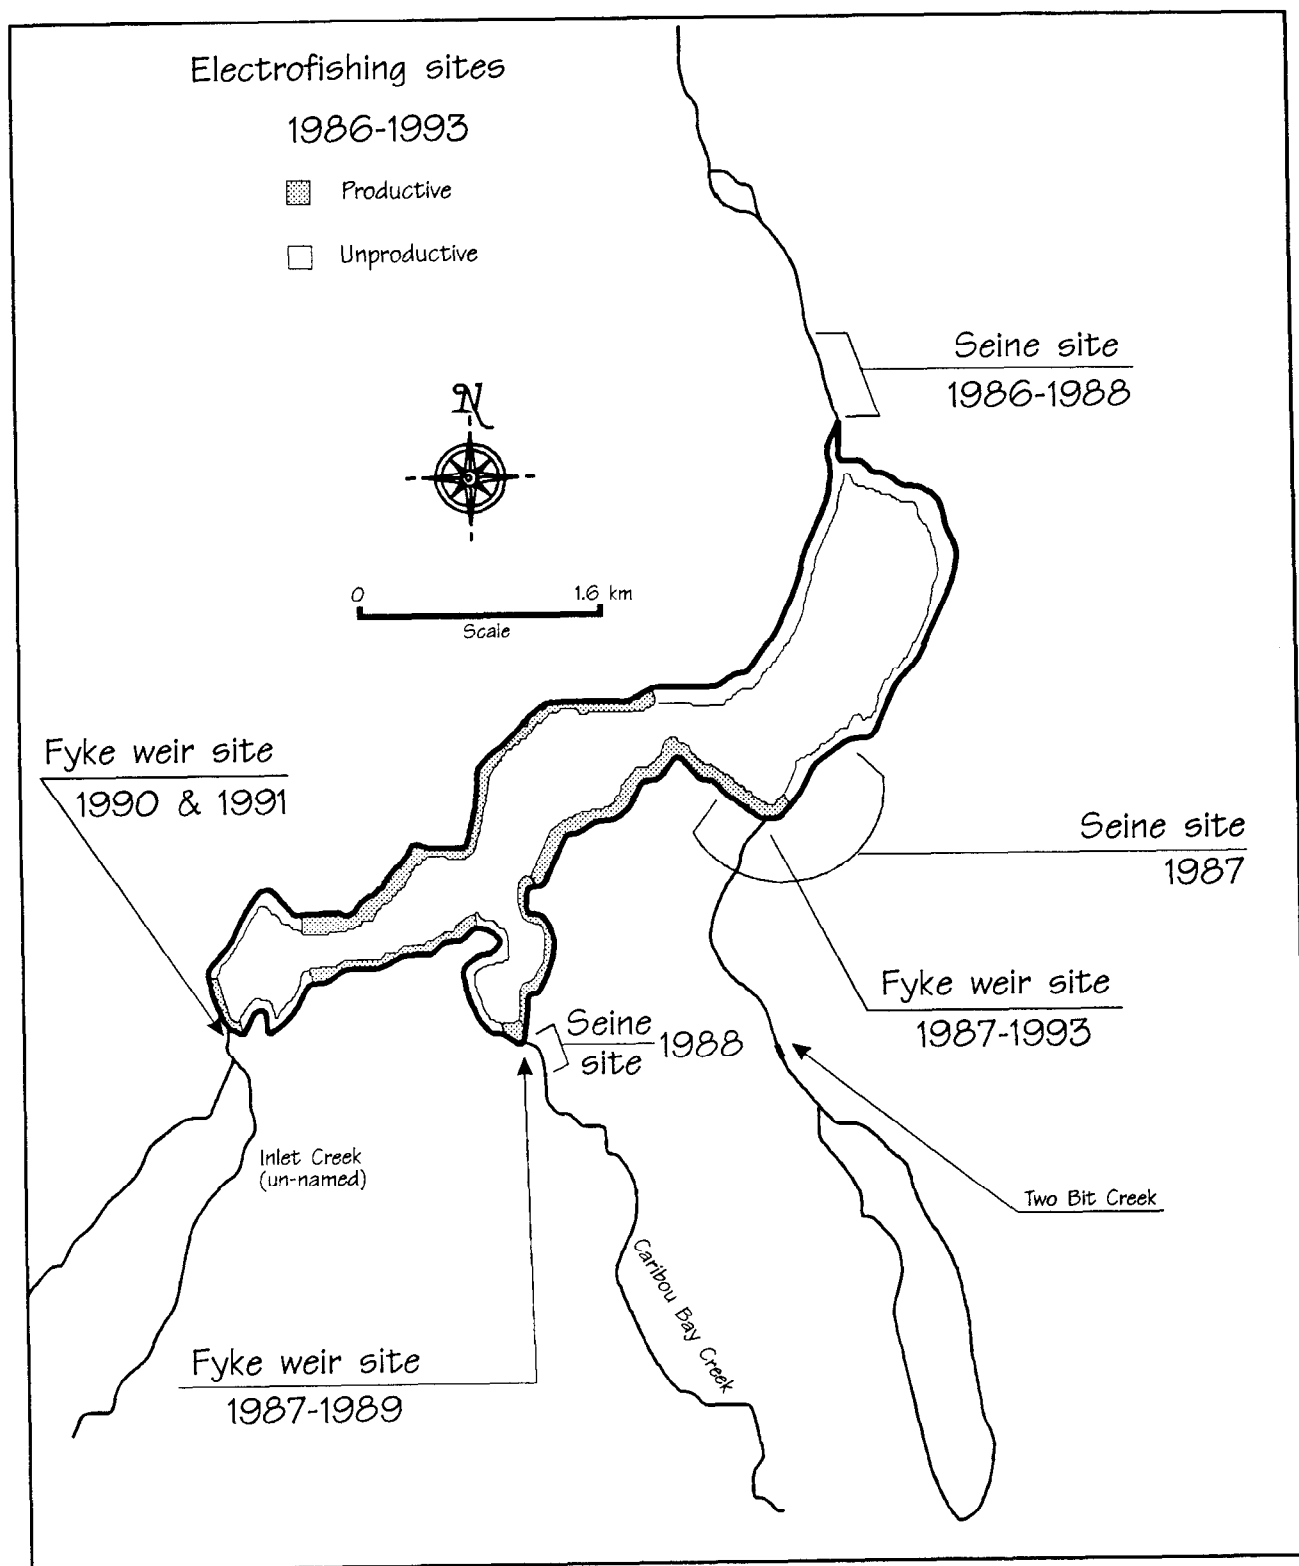 Electrofishing sites
1986-1993
Productive
Unproductive
N
Seine site
1986-1988
0 1.6 km
Scale
Fyke weir site
1990 & 1991
Seine site
1987
Fyke weir site
1987-1993
Seine
site
1988
Inlet Creek
(un-named)
Two Bit Creek
Caribou Bay Creek
Fyke weir site
1987-1989